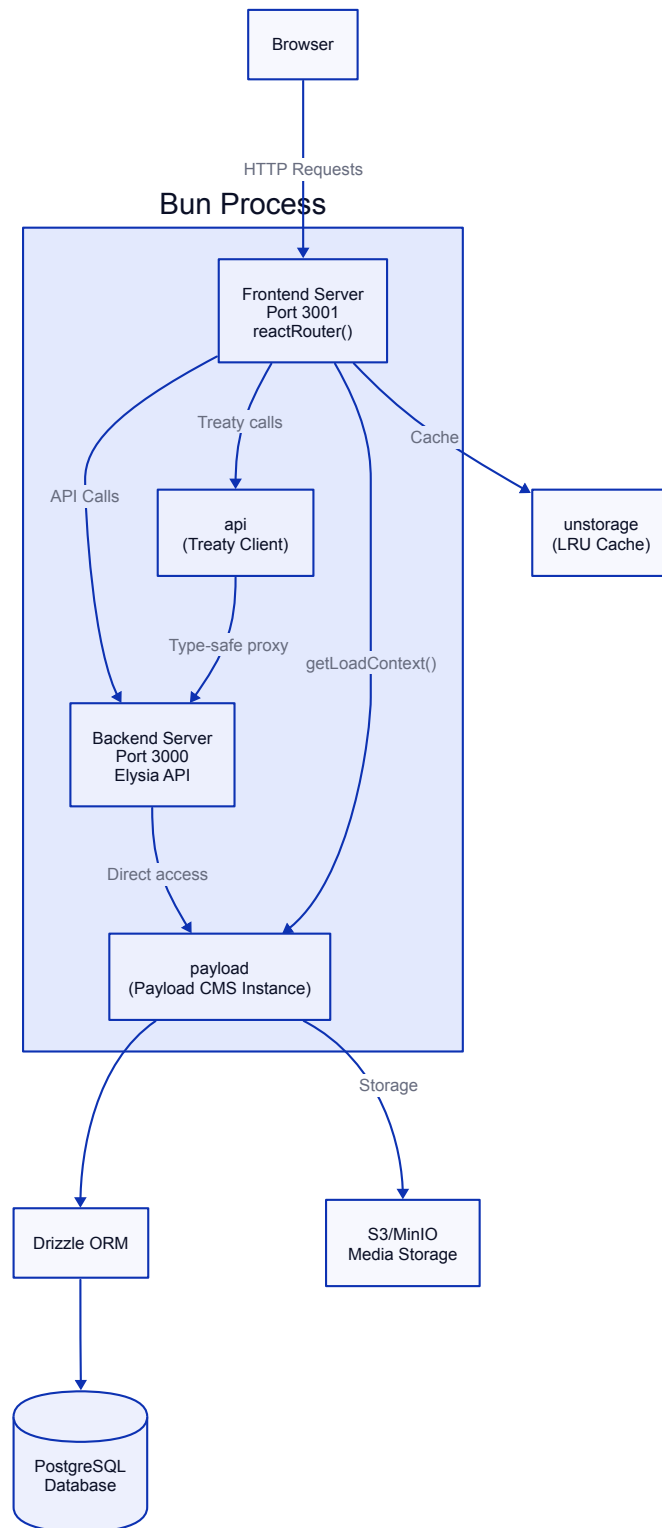 Browser
HTTP Requests
Bun Process
Frontend Server
Port 3001
reactRouter()
Treaty calls
Cache
API Calls
api
(Treaty Client)
unstorage
(LRU Cache)
Type-safe proxy
getLoadContext()
Backend Server
Port 3000
Elysia API
Direct access
payload
(Payload CMS Instance)
Storage
Drizzle ORM
S3/MinIO
Media Storage
PostgreSQL
Database